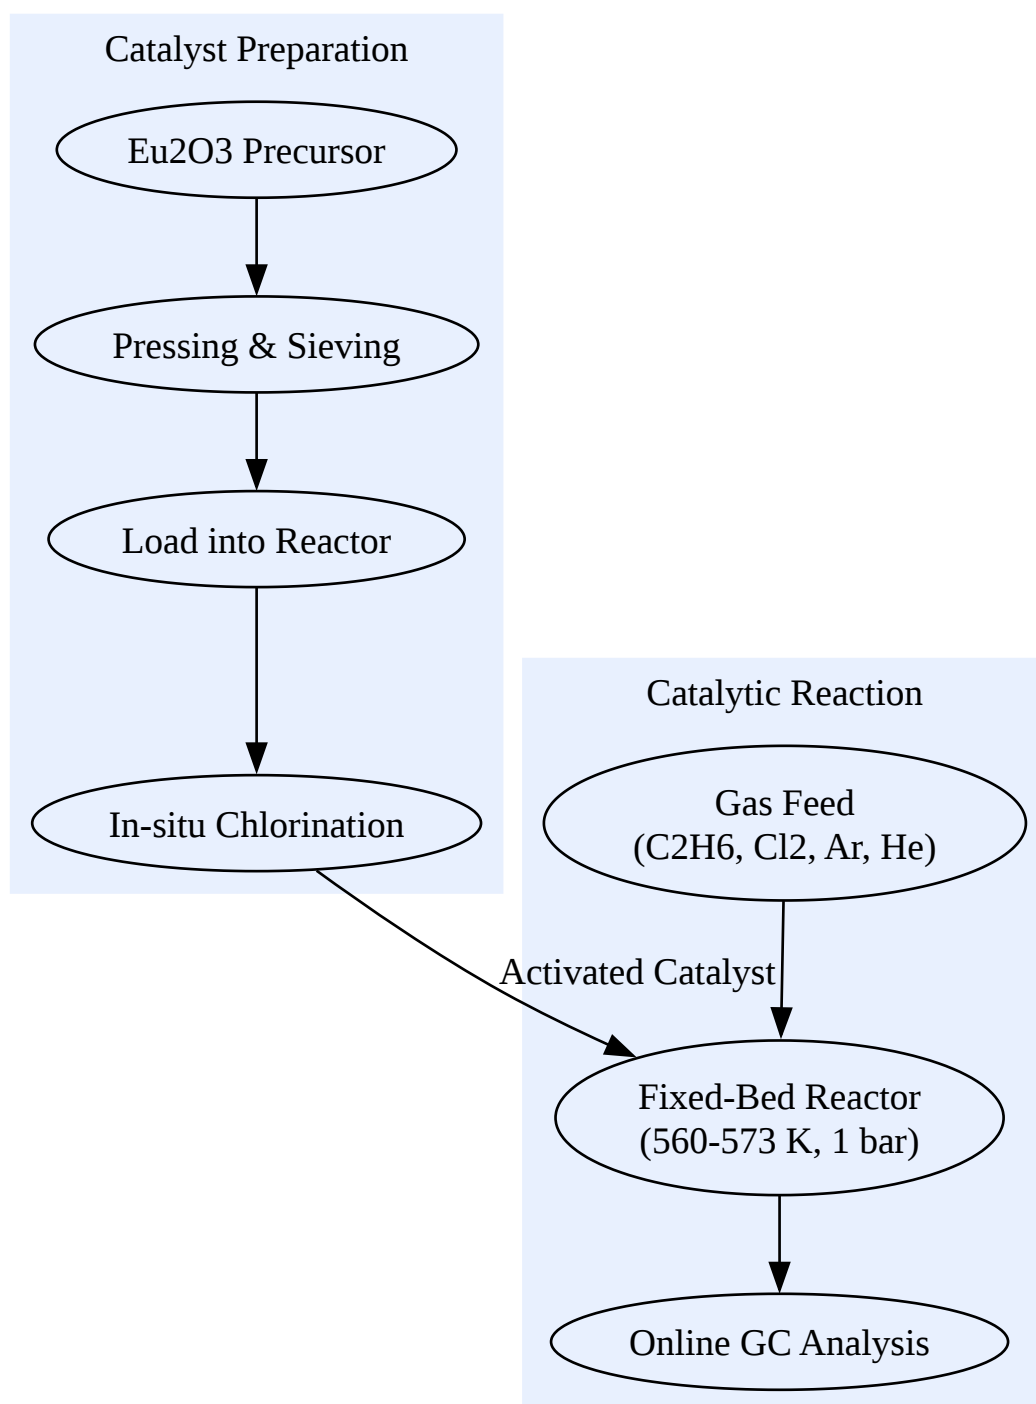 Catalyst Preparation
Eu2O3 Precursor
Pressing & Sieving
Load into Reactor
In-situ Chlorination
Catalytic Reaction
Gas Feed
(C2H6, Cl2, Ar, He)
Activated Catalyst
Fixed-Bed Reactor
(560-573 K, 1 bar)
Online GC Analysis